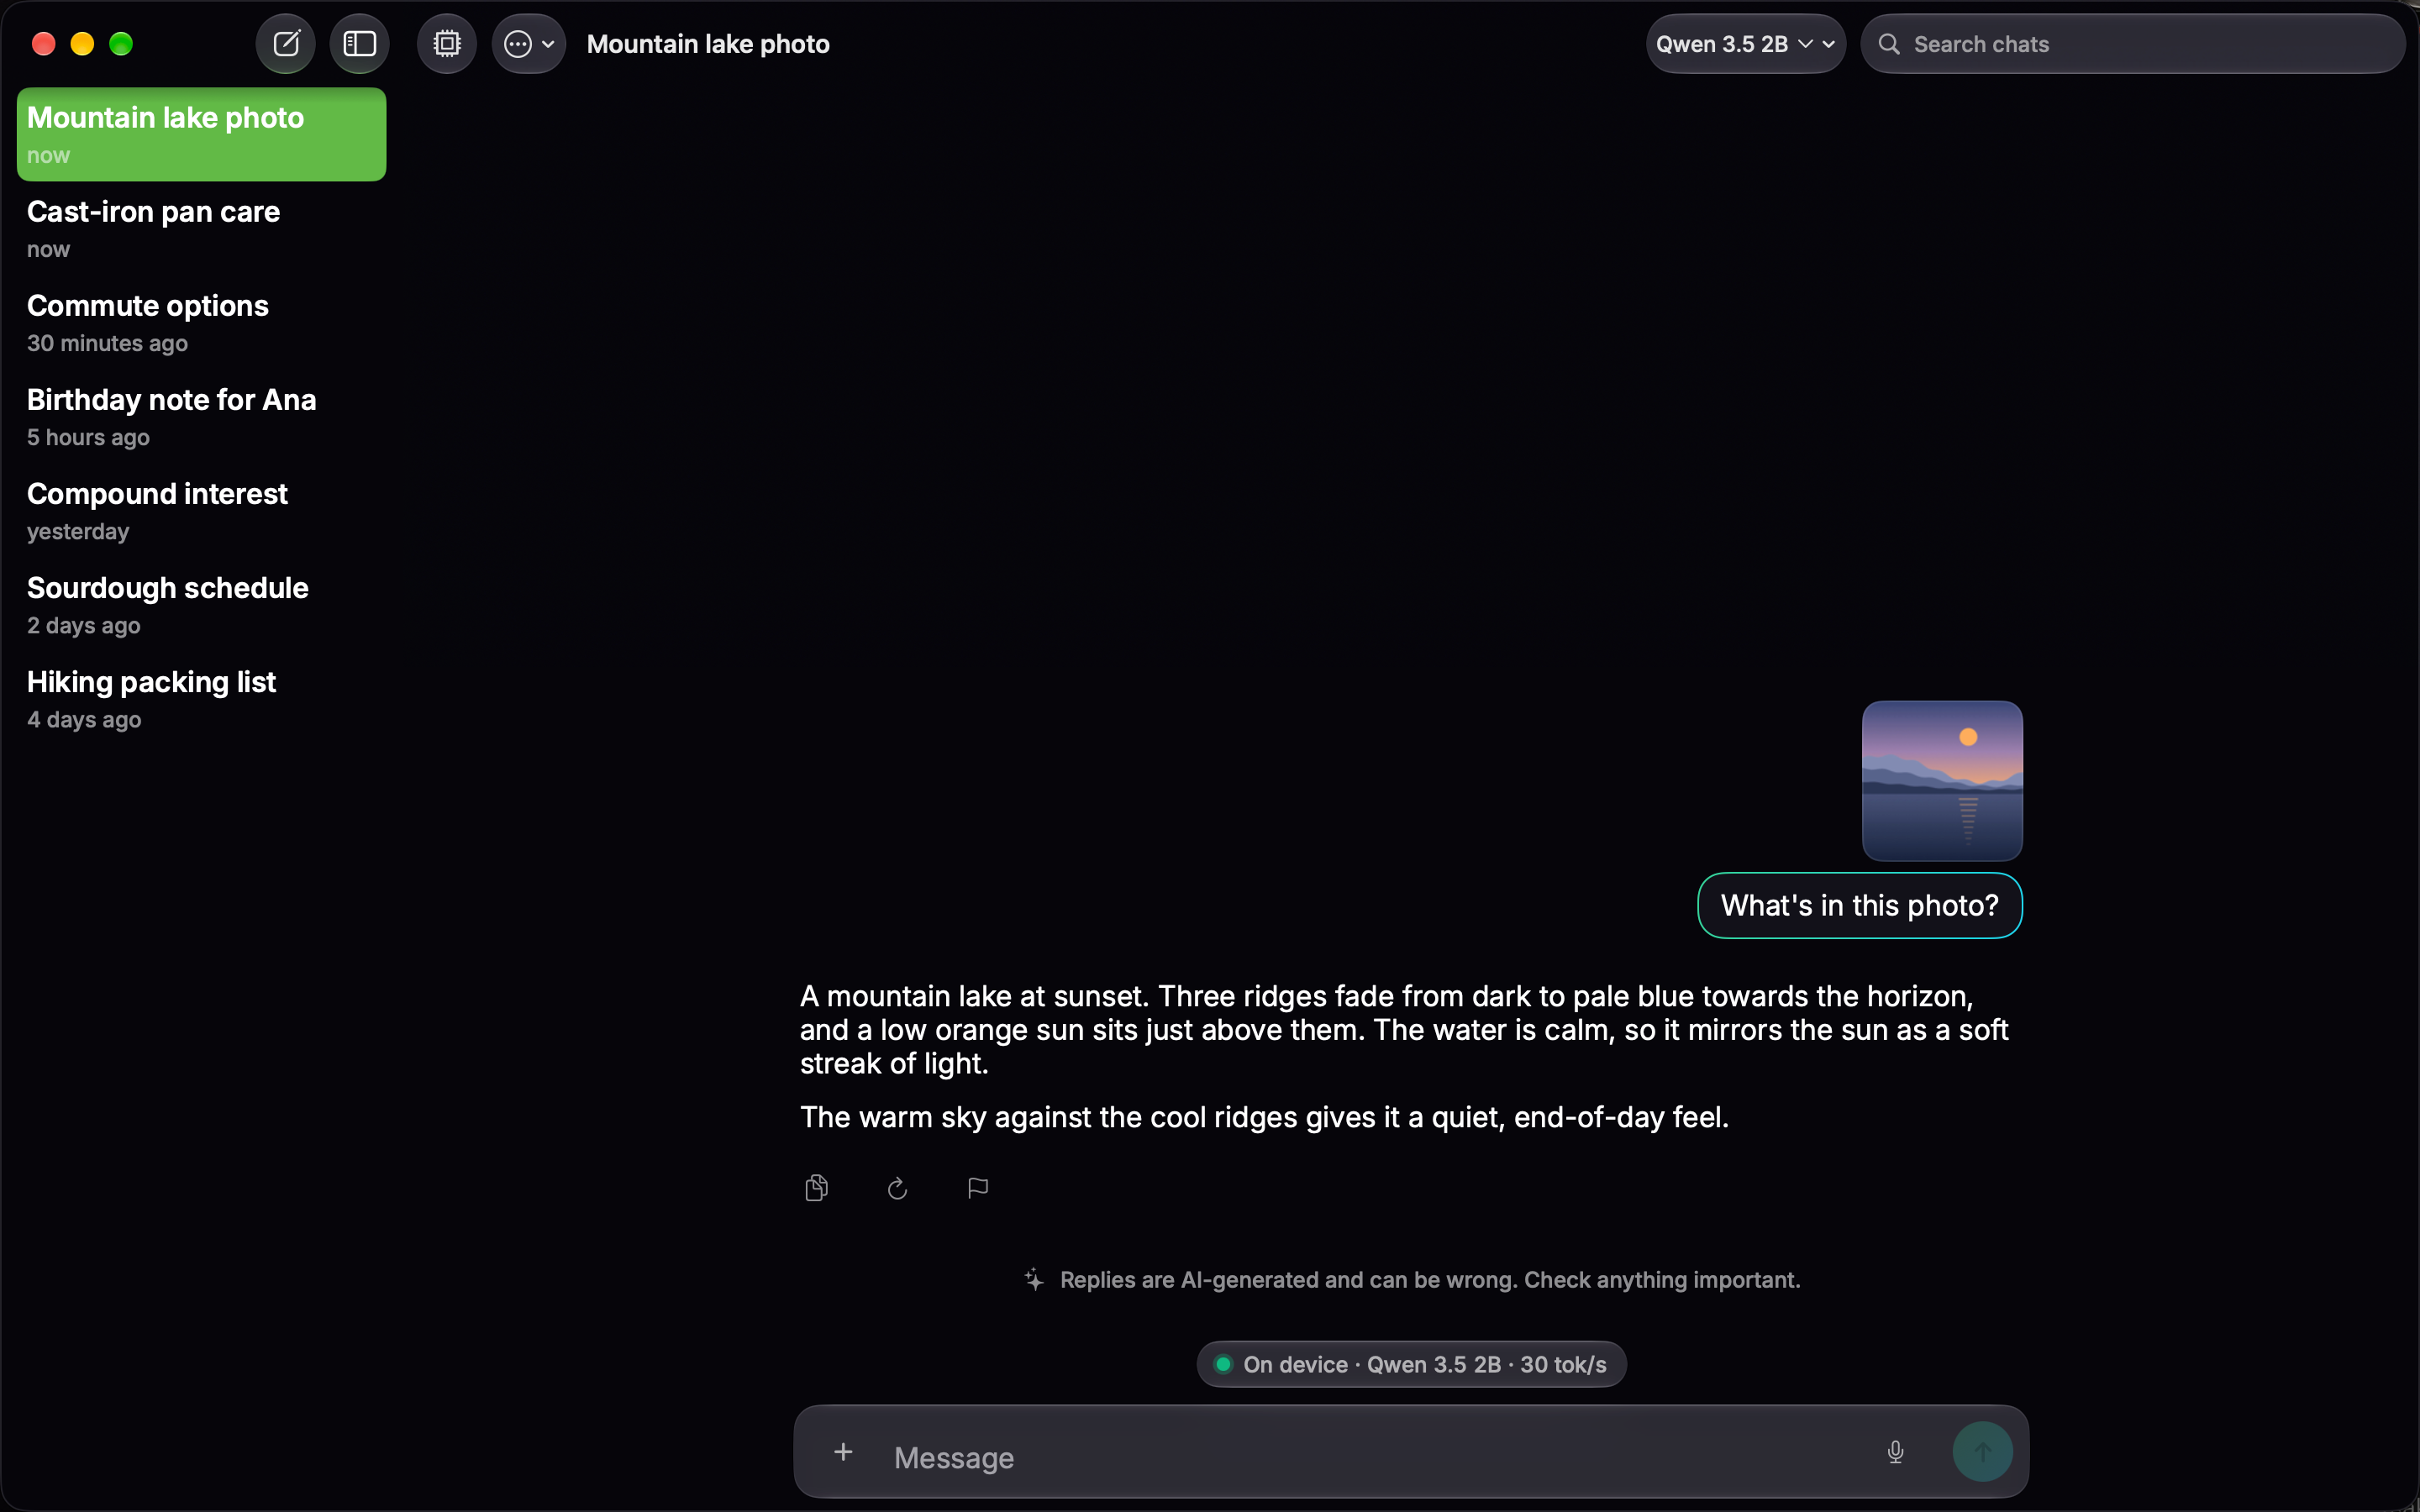 Mountain lake photo
Qwen 3.5 2B
Search chats
Mountain lake photo
now
Cast-iron pan care
now
Commute options
30 minutes ago
Birthday note for Ana
5 hours ago
Compound interest
yesterday
Sourdough schedule
2 days ago
Hiking packing list
4 days ago
What's in this photo?
A mountain lake at sunset. Three ridges fade from dark to pale blue towards the horizon,
and a low orange sun sits just above them. The water is calm, so it mirrors the sun as a soft
streak of light.
The warm sky against the cool ridges gives it a quiet, end-of-day feel.
Replies are AI-generated and can be wrong. Check anything important.
On device · Qwen 3.5 2B · 30 tok/s
Message